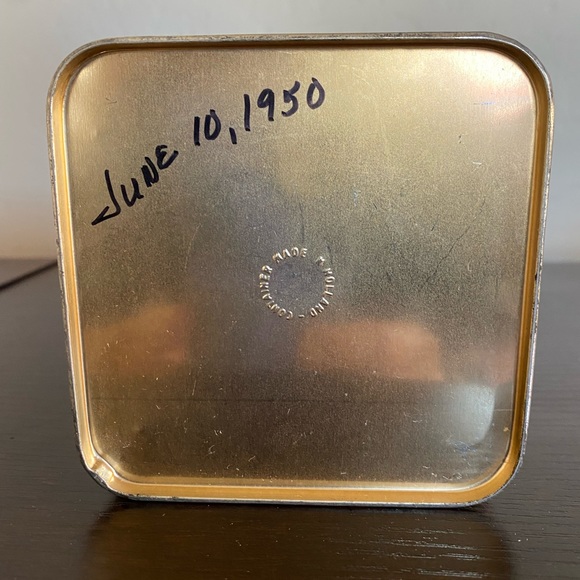 JUNE 10, 1950
CONTAINER MADE IN HOLLAND -